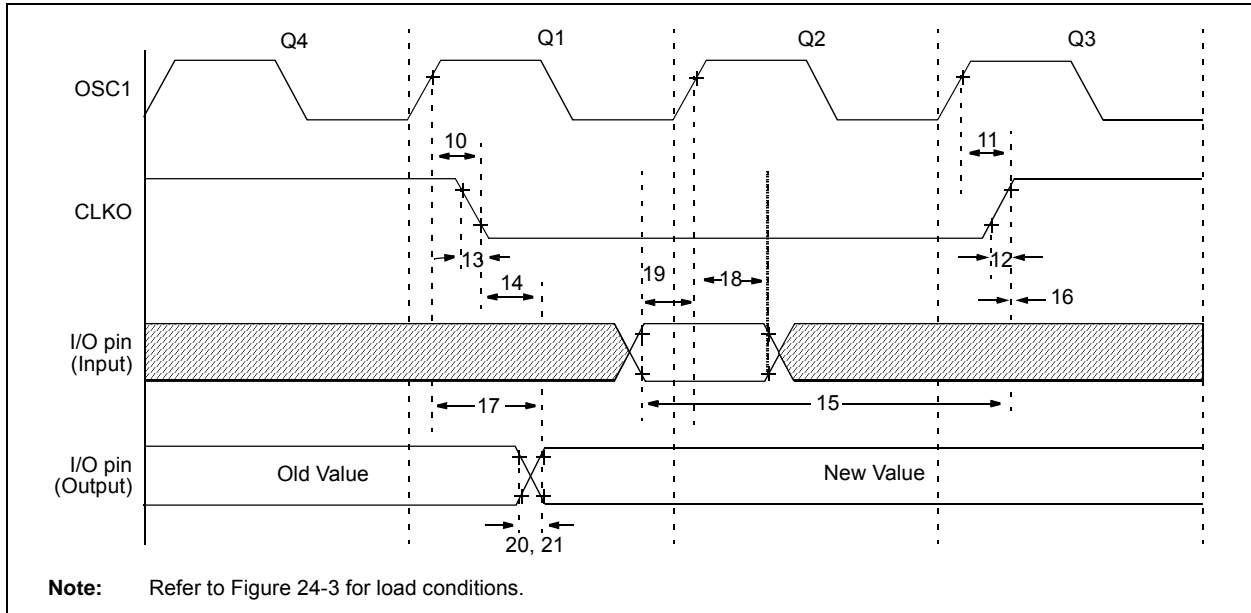 Q4 Q1 Q2 Q3
OSC1
10 11
CLKO
13 12
14 19 18 16
I/O pin
(Input)
17 15
I/O pin
(Output)
Old Value New Value
20, 21
Note: Refer to Figure 24-3 for load conditions.